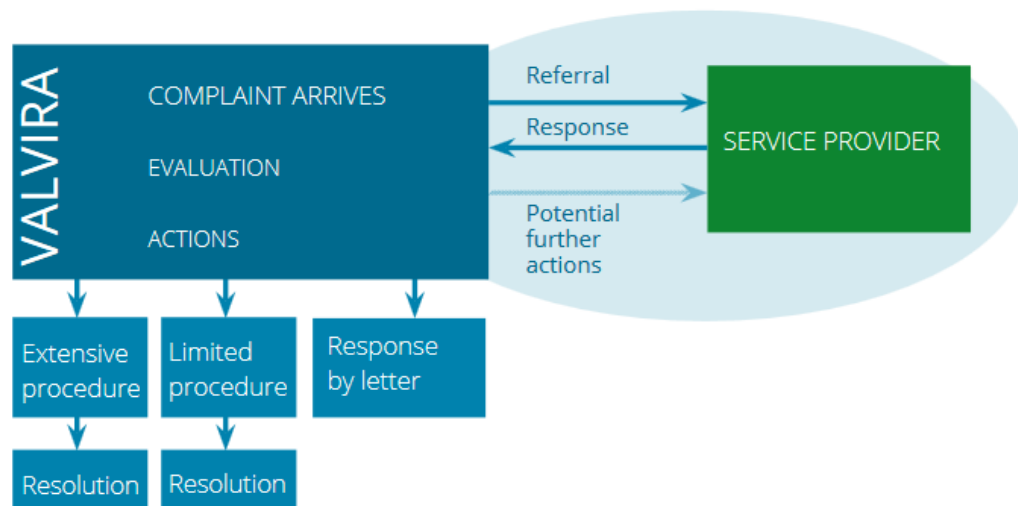 VALVIRA
COMPLAINT ARRIVES
EVALUATION
ACTIONS
Referral
Response
Potential
further
actions
SERVICE PROVIDER
Extensive
procedure
Limited
procedure
Response
by letter
Resolution
Resolution